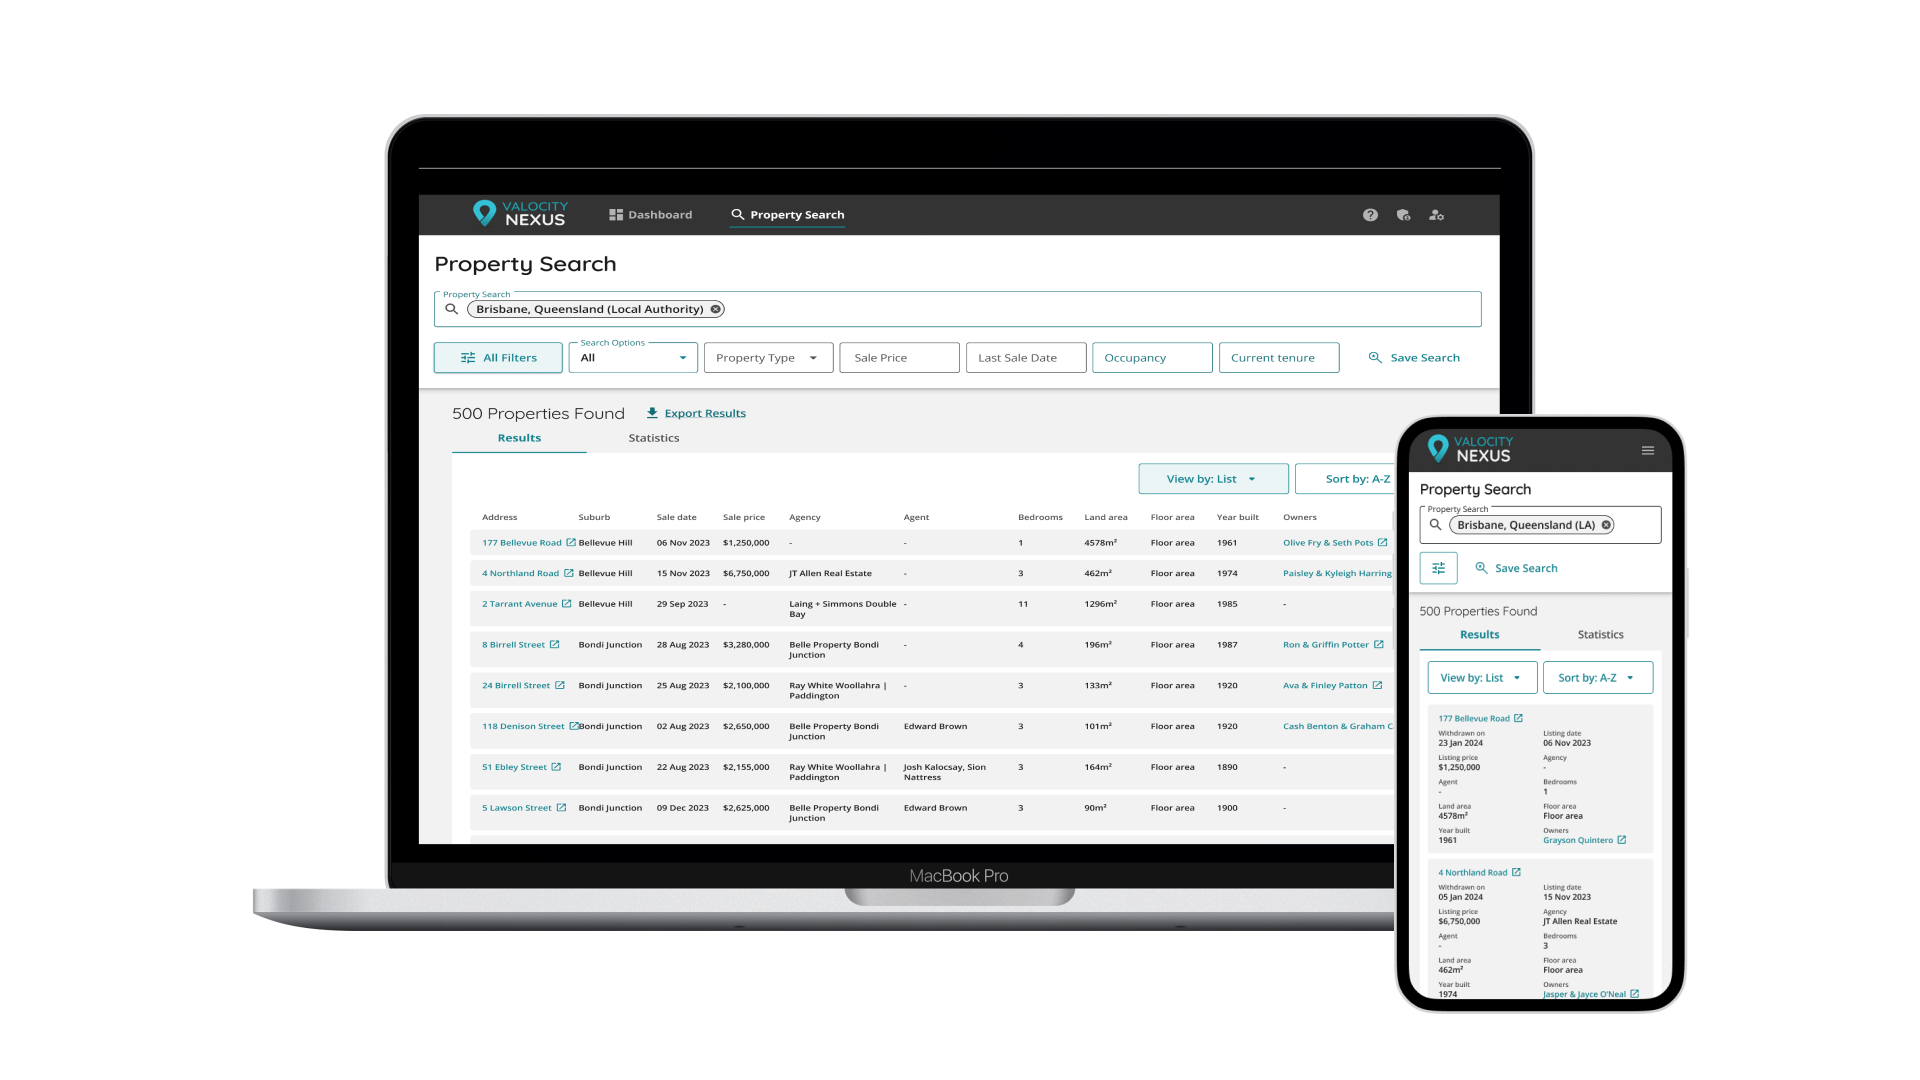 VALOCITY
NEXUS
Dashboard
Property Search
Property Search
Property Search
Brisbane, Queensland (Local Authority)
All Filters
Search Options
All
Property Type
Sale Price
Last Sale Date
Occupancy
Current tenure
Save Search
500 Properties Found
Export Results
Results
Statistics
View by: List
Sort by: A-Z
Address Suburb Sale date Sale price Agency Agent Bedrooms Land area Floor area Year built Owners
177 Bellevue Road Bellevue Hill 06 Nov 2023 $1,250,000 - - 1 4578m² Floor area 1961 Olive Fry & Seth Pots
4 Northland Road Bellevue Hill 15 Nov 2023 $6,750,000 JT Allen Real Estate - 3 462m² Floor area 1974 Paisley & Kyleigh Harring
2 Tarrant Avenue Bellevue Hill 29 Sep 2023 - Laing + Simmons Double - 11 1296m² Floor area 1985 -
Bay
8 Birrell Street Bondi Junction 28 Aug 2023 $3,280,000 Belle Property Bondi - 4 196m² Floor area 1987 Ron & Griffin Potter
Junction
24 Birrell Street Bondi Junction 25 Aug 2023 $2,100,000 Ray White Woollahra | - 3 133m² Floor area 1920 Ava & Finley Patton
Paddington
118 Denison Street Bondi Junction 02 Aug 2023 $2,650,000 Belle Property Bondi Edward Brown 3 101m² Floor area 1920 Cash Benton & Graham C
Junction
51 Ebley Street Bondi Junction 22 Aug 2023 $2,155,000 Ray White Woollahra | Josh Kalocsay, Sion 3 164m² Floor area 1890 -
Paddington Nattress
5 Lawson Street Bondi Junction 09 Dec 2023 $2,625,000 Belle Property Bondi Edward Brown 3 90m² Floor area 1900 -
Junction
MacBook Pro
VALOCITY
NEXUS
Property Search
Property Search
Brisbane, Queensland (LA)
Save Search
500 Properties Found
Results
Statistics
View by: List
Sort by: A-Z
177 Bellevue Road
Withdrawn on Listing date
23 Jan 2024 06 Nov 2023
Listing price Agency
$1,250,000 -
Agent Bedrooms
- 1
Land area Floor area
4578m² Floor area
Year built Owners
1961 Grayson Quintero
4 Northland Road
Withdrawn on Listing date
05 Jan 2024 15 Nov 2023
Listing price Agency
$6,750,000 JT Allen Real Estate
Agent Bedrooms
- 3
Land area Floor area
462m² Floor area
Year built Owners
1974 Jasper & Jayce O'Neal